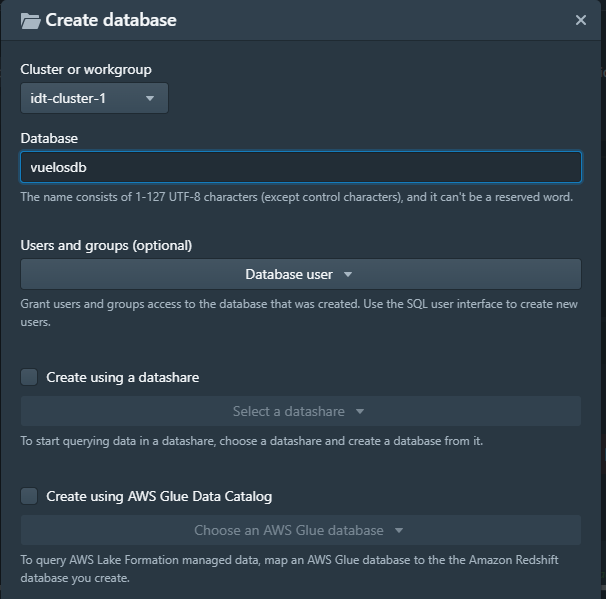 Create database
Cluster or workgroup
idt-cluster-1
Database
vuelosdb
The name consists of 1-127 UTF-8 characters (except control characters), and it can't be a reserved word.
Users and groups (optional)
Database user
Grant users and groups access to the database that was created. Use the SQL user interface to create new
users.
Create using a datashare
Select a datashare
To start querying data in a datashare, choose a datashare and create a database from it.
Create using AWS Glue Data Catalog
Choose an AWS Glue database
To query AWS Lake Formation managed data, map an AWS Glue database to the the Amazon Redshift
database you create.